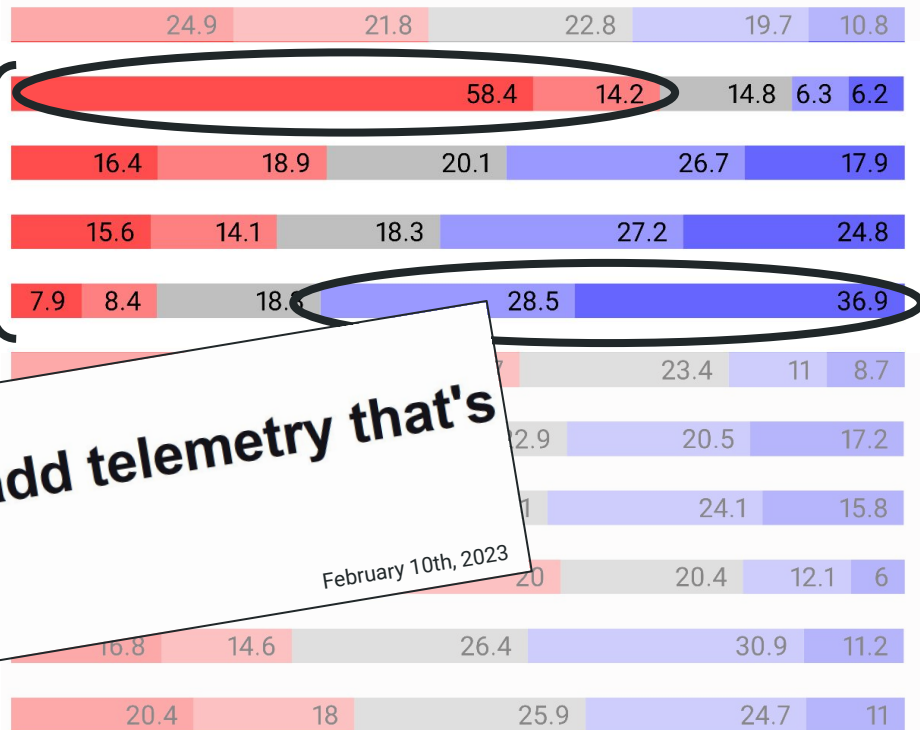 24.9 21.8 22.8 19.7 10.8
58.4 14.2 14.8 6.3 6.2
16.4 18.9 20.1 26.7 17.9
15.6 14.1 18.3 27.2 24.8
7.9 8.4 28.5 36.9
23.4 11 8.7
20.5 17.2
24.1 15.8
20 20.4 12.1 6
16.8 14.6 26.4 30.9 11.2
20.4 18 25.9 24.7 11
add telemetry that's
February 10th, 2023